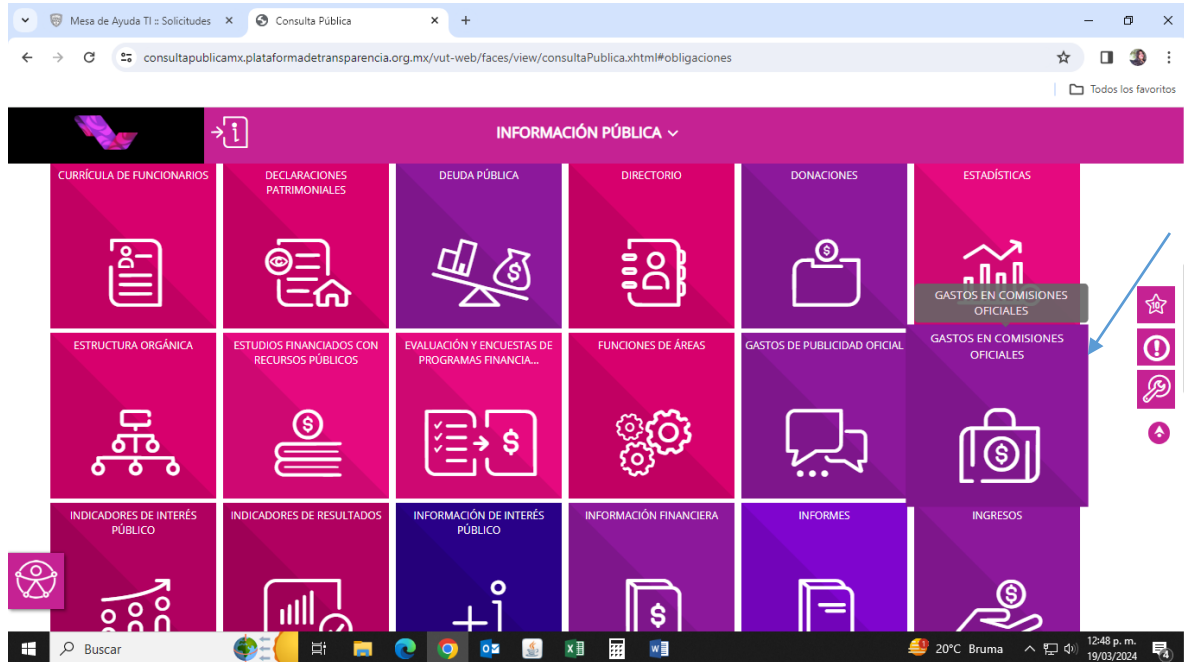 Mesa de Ayuda TI :: Solicitudes
Consulta Pública
consultapublicamx.plataformadetransparencia.org.mx/vut-web/faces/view/consultaPublica.xhtml#obligaciones
Todos los favoritos
INFORMACIÓN PÚBLICA
CURRÍCULA DE FUNCIONARIOS
DECLARACIONES
PATRIMONIALES
DEUDA PÚBLICA
DIRECTORIO
DONACIONES
ESTADÍSTICAS
GASTOS EN COMISIONES
OFICIALES
ESTRUCTURA ORGÁNICA
ESTUDIOS FINANCIADOS CON
RECURSOS PÚBLICOS
EVALUACIÓN Y ENCUESTAS DE
PROGRAMAS FINANCIA...
FUNCIONES DE ÁREAS
GASTOS DE PUBLICIDAD OFICIAL
GASTOS EN COMISIONES
OFICIALES
INDICADORES DE INTERÉS
PÚBLICO
INDICADORES DE RESULTADOS
INFORMACIÓN DE INTERÉS
PÚBLICO
INFORMACIÓN FINANCIERA
INFORMES
INGRESOS
Buscar
20°C Bruma
12:48 p. m.
19/03/2024